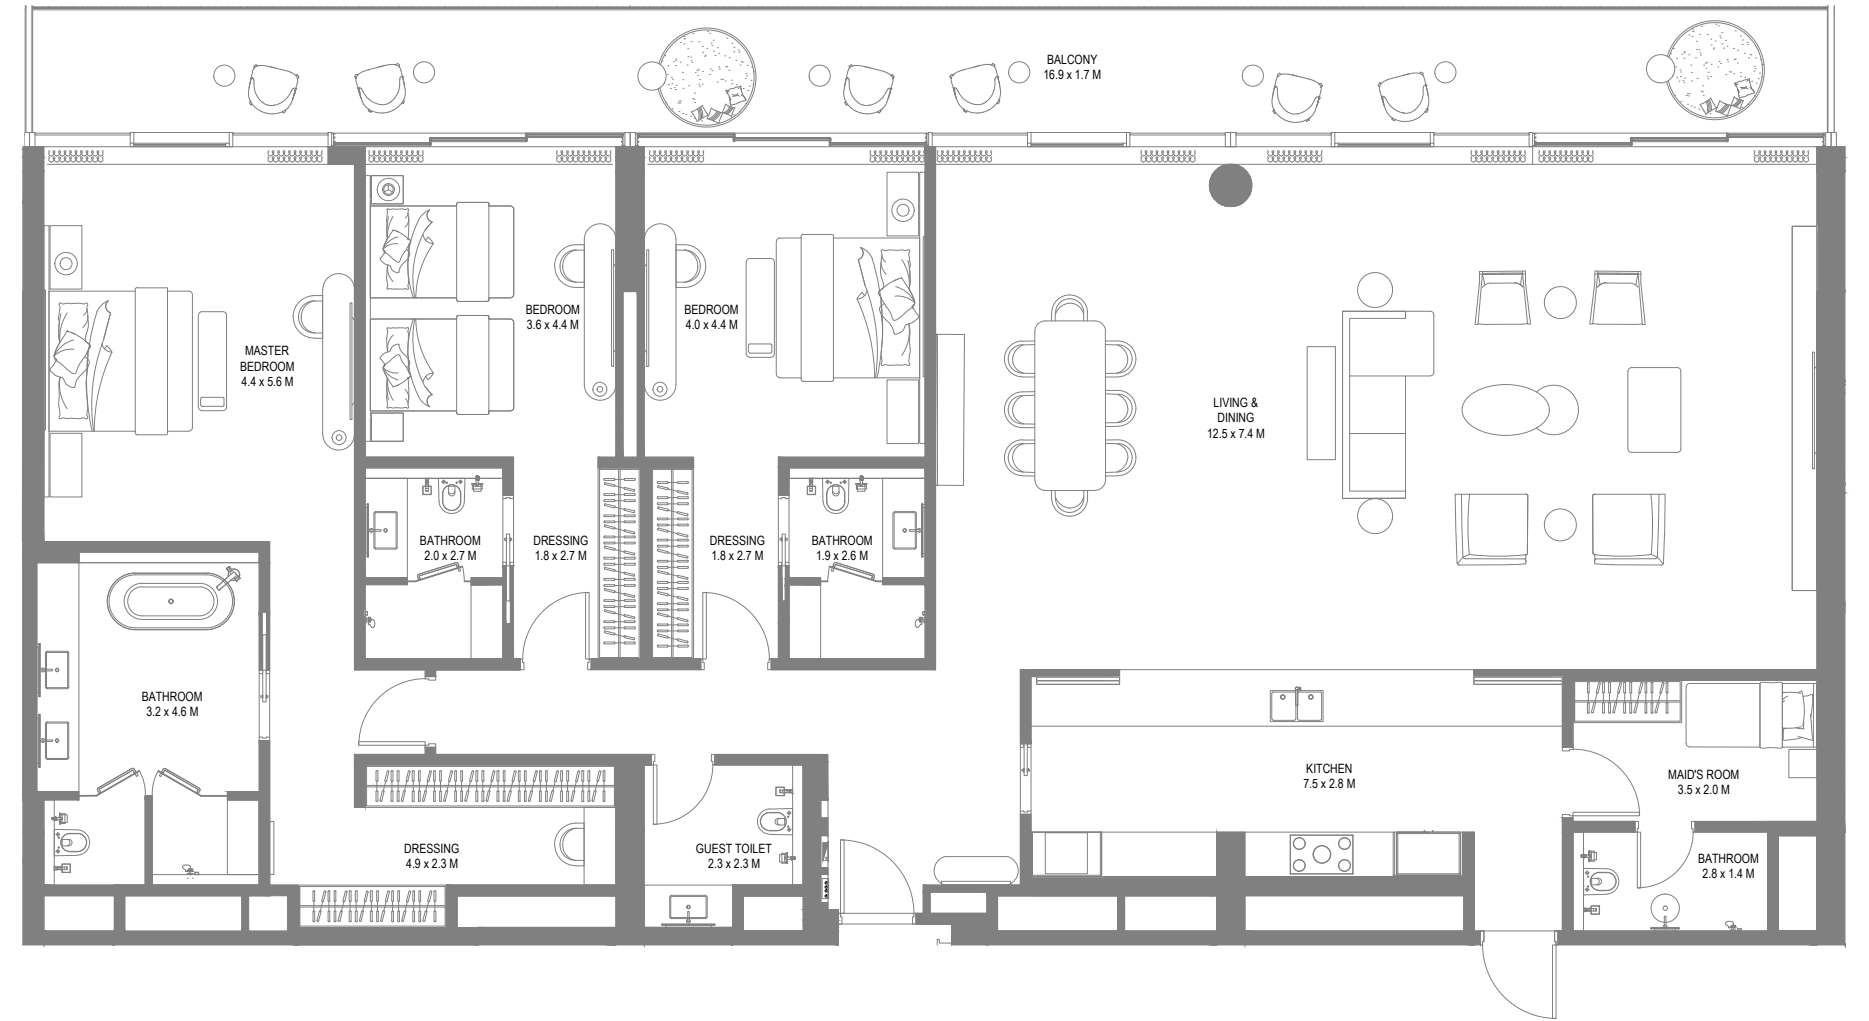 BALCONY
16.9 x 1.7 M
BEDROOM
3.6 x 4.4 M
BEDROOM
4.0 x 4.4 M
MASTER
BEDROOM
4.4 x 5.6 M
LIVING &
DINING
12.5 x 7.4 M
BATHROOM
2.0 x 2.7 M
DRESSING
1.8 x 2.7 M
DRESSING
1.8 x 2.7 M
BATHROOM
1.9 x 2.6 M
BATHROOM
3.2 x 4.6 M
KITCHEN
7.5 x 2.8 M
MAID'S ROOM
3.5 x 2.0 M
DRESSING
4.9 x 2.3 M
GUEST TOILET
2.3 x 2.3 M
BATHROOM
2.8 x 1.4 M